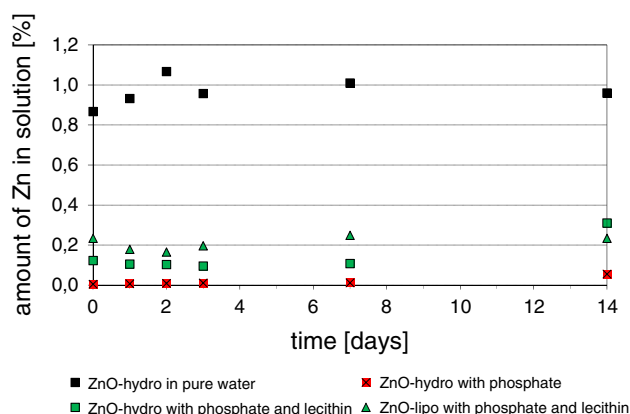 amount of Zn in solution [%]
1,2
1,0
0,8
0,6
0,4
0,2
0,0
0 2 4 6 8 10 12 14
time [days]
ZnO-hydro in pure water
ZnO-hydro with phosphate
ZnO-hydro with phosphate and lecithin
ZnO-lipo with phosphate and lecithin